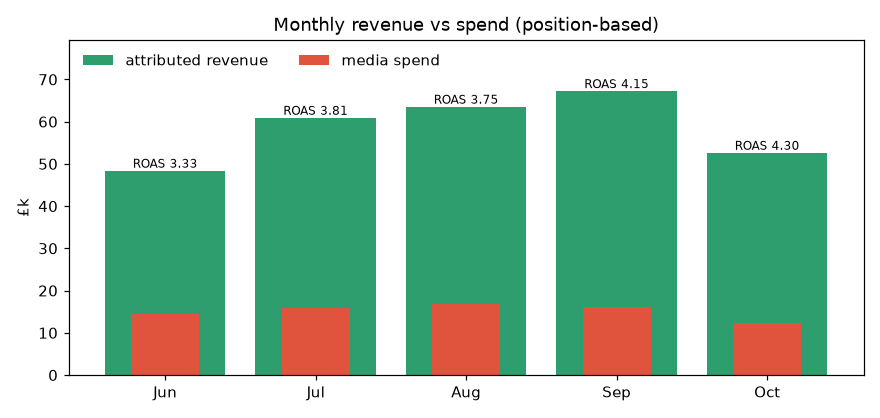 Monthly revenue vs spend (position-based)
attributed revenue
media spend
£k
70
60
50
40
30
20
10
0
ROAS 3.33
ROAS 3.81
ROAS 3.75
ROAS 4.15
ROAS 4.30
Jun
Jul
Aug
Sep
Oct